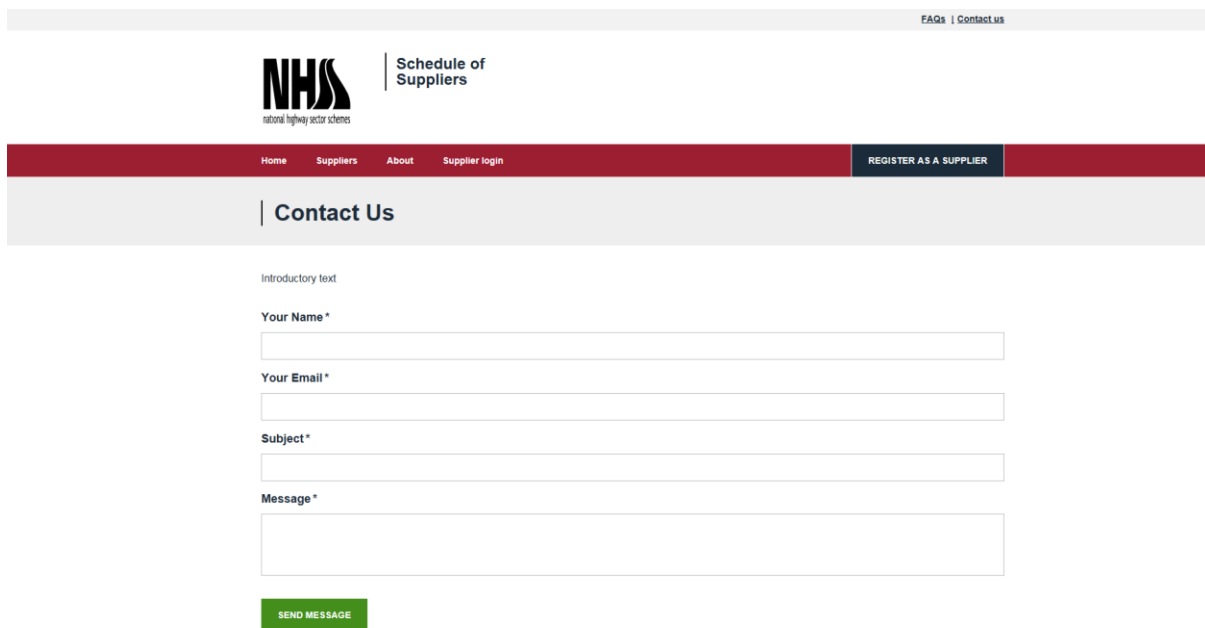 FAQs | Contact us
NHSS
national highway sector schemes
Schedule of
Suppliers
Home Suppliers About Supplier login REGISTER AS A SUPPLIER
Contact Us
Introductory text
Your Name*
Your Email*
Subject*
Message*
SEND MESSAGE